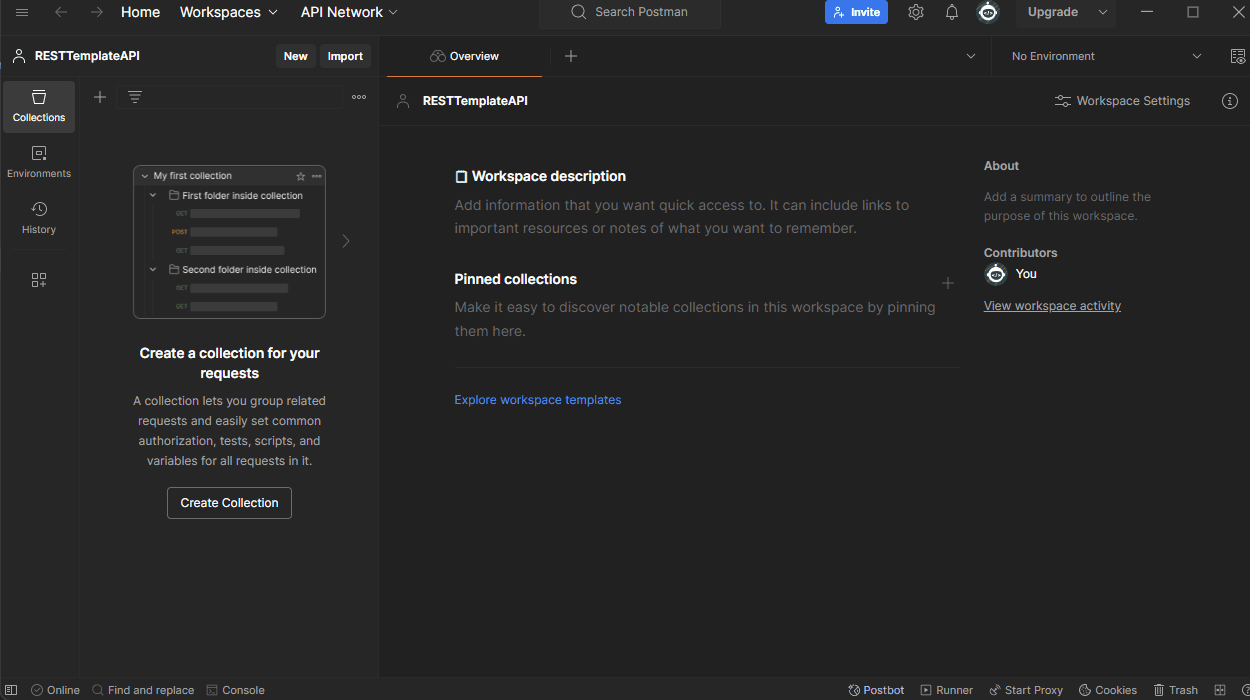 Home Workspaces API Network Search Postman Invite Upgrade
RESTTemplateAPI New Import Overview No Environment
Collections
Environments
History
My first collection
First folder inside collection
GET
POST
GET
Second folder inside collection
GET
GET
Create a collection for your
requests
A collection lets you group related
requests and easily set common
authorization, tests, scripts, and
variables for all requests in it.
Create Collection
RESTTemplateAPI Workspace Settings
Workspace description
Add information that you want quick access to. It can include links to
important resources or notes of what you want to remember.
Pinned collections
Make it easy to discover notable collections in this workspace by pinning
them here.
Explore workspace templates
About
Add a summary to outline the
purpose of this workspace.
Contributors
You
View workspace activity
Online Find and replace Console Postbot Runner Start Proxy Cookies Trash